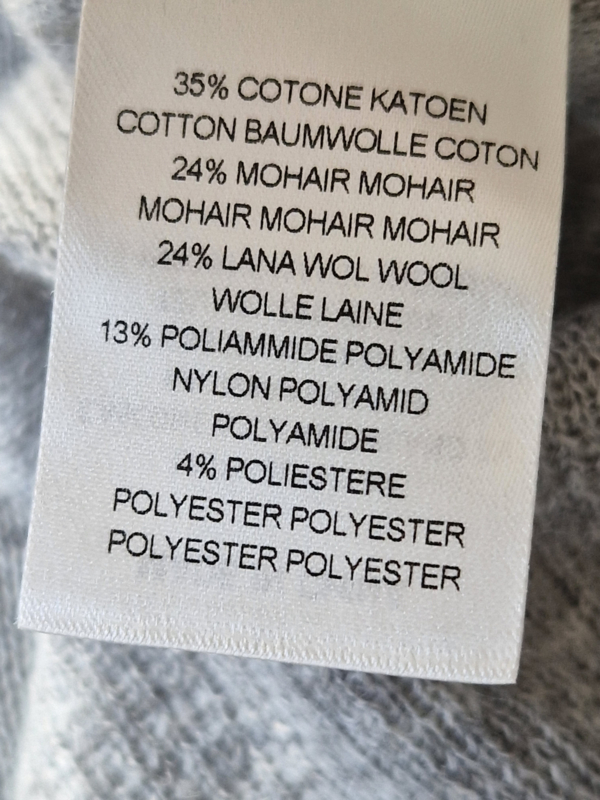 35% COTONE KATOEN
COTTON BAUMWOLLE COTON
24% MOHAIR MOHAIR
MOHAIR MOHAIR MOHAIR
24% LANA WOL WOOL
WOLLE LAINE
13% POLIAMMIDE POLYAMIDE
NYLON POLYAMID
POLYAMIDE
4% POLIESTERE
POLYESTER POLYESTER
POLYESTER POLYESTER